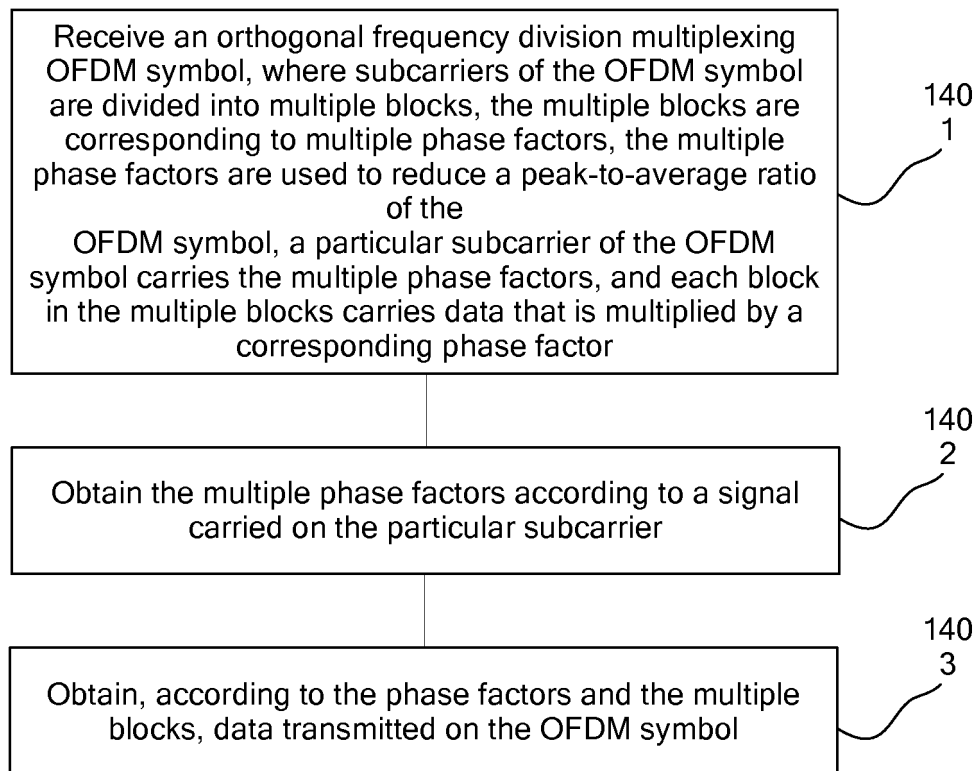 Receive an orthogonal frequency division multiplexing
OFDM symbol, where subcarriers of the OFDM symbol
are divided into multiple blocks, the multiple blocks are
corresponding to multiple phase factors, the multiple
phase factors are used to reduce a peak-to-average ratio
of the
OFDM symbol, a particular subcarrier of the OFDM
symbol carries the multiple phase factors, and each block
in the multiple blocks carries data that is multiplied by a
corresponding phase factor
140
1
Obtain the multiple phase factors according to a signal
carried on the particular subcarrier
140
2
Obtain, according to the phase factors and the multiple
blocks, data transmitted on the OFDM symbol
140
3